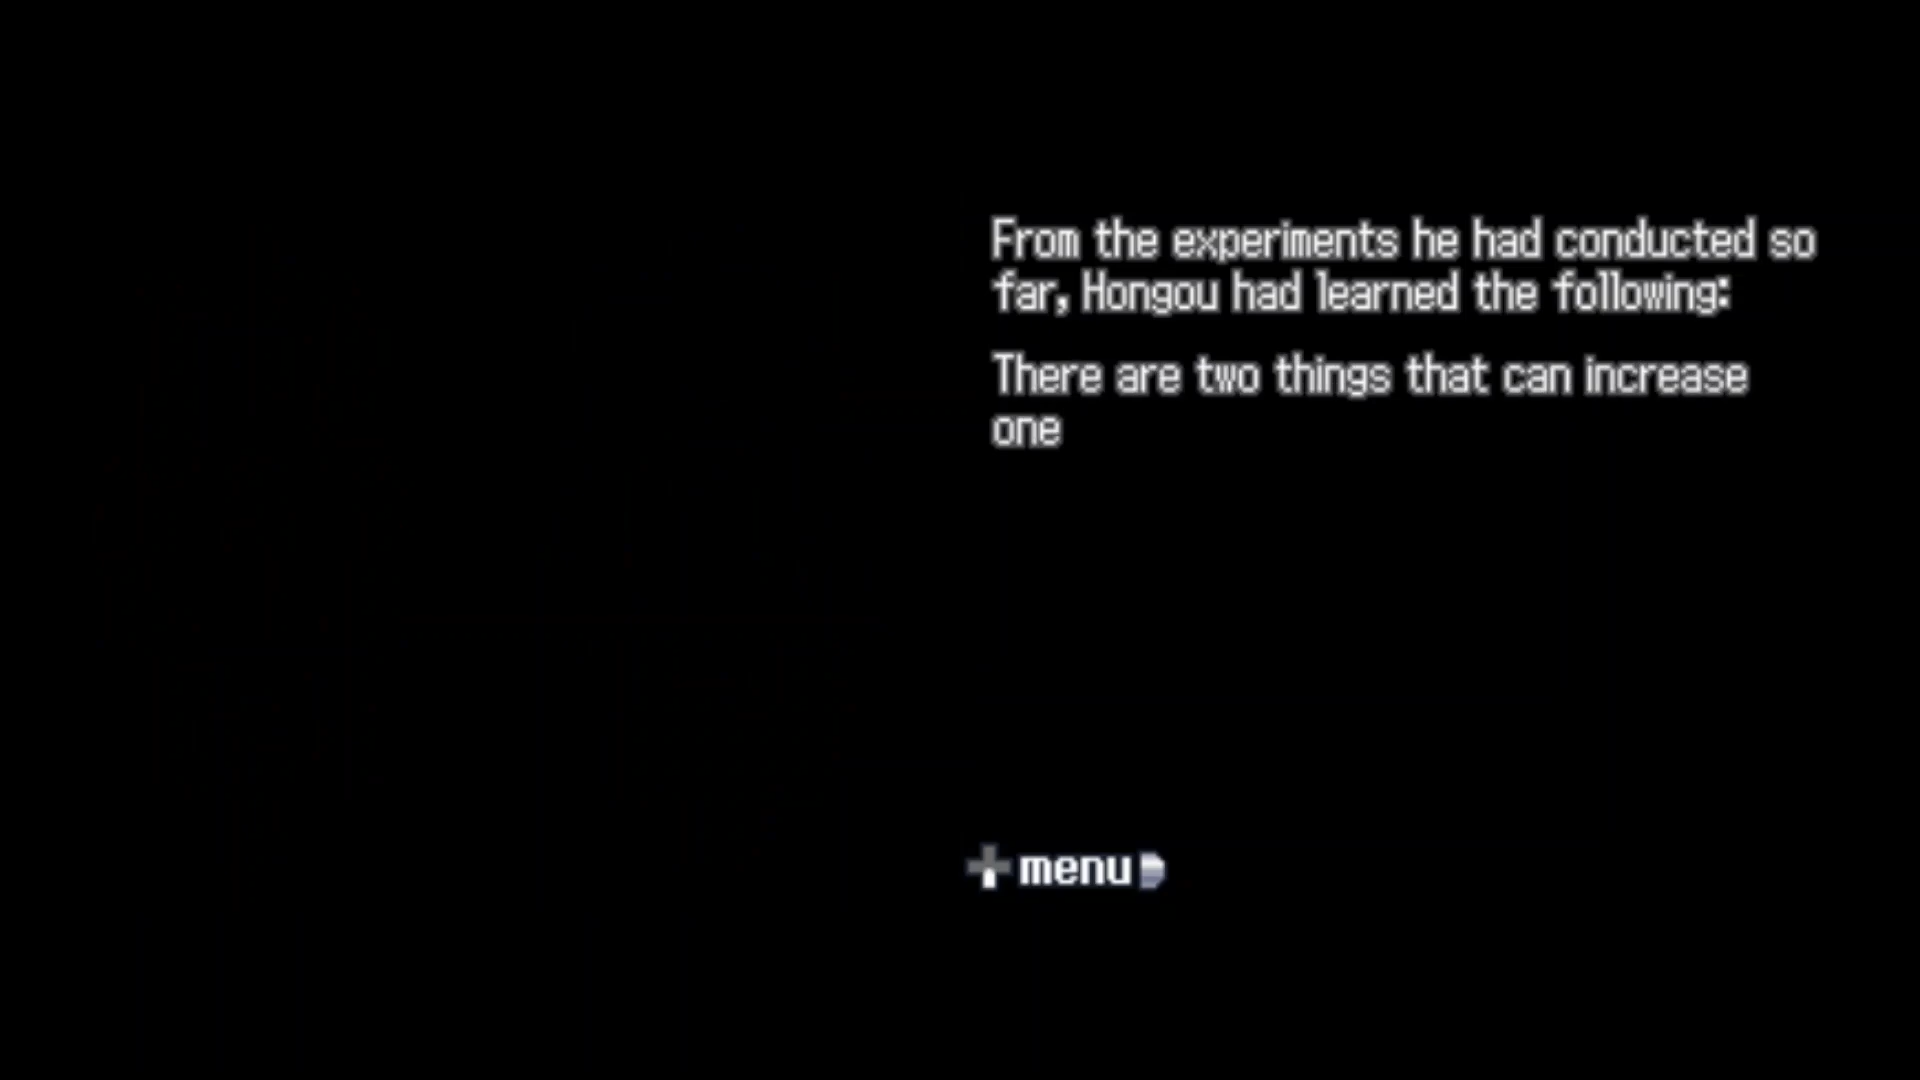 From the experiments he had conducted so
far, Hongou had learned the following:
There are two things that can increase
one
menu